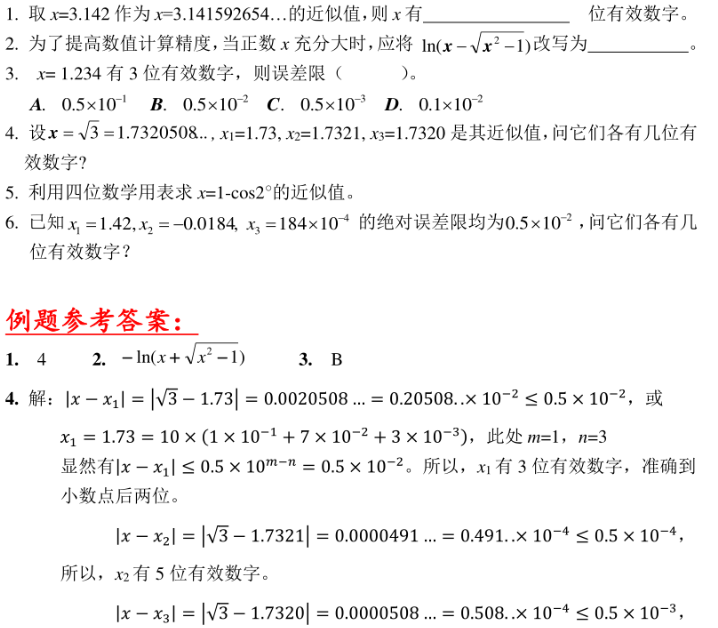 1. 取 x=3.142 作为 x=3.141592654…的近似值,则 x 有________________ 位有效数字。
2. 为了提高数值计算精度,当正数 x 充分大时,应将 ln(x−√(x²−1))改写为___________。
3. x= 1.234 有 3 位有效数字，则误差限（ ）。
A. 0.5×10⁻¹ B. 0.5×10⁻² C. 0.5×10⁻³ D. 0.1×10⁻²
4. 设x=√3=1.7320508..., x₁=1.73, x₂=1.7321, x₃=1.7320 是其近似值,问它们各有几位有
效数字?
5. 利用四位数学用表求 x=1-cos2°的近似值。
6. 已知x₁=1.42,x₂=−0.0184, x₃=184×10⁻⁴ 的绝对误差限均为0.5×10⁻²,问它们各有几
位有效数字?
例题参考答案：
1. 4 2. −ln(x+√(x²−1)) 3. B
4. 解：|x − x₁| = |√3 − 1.73| = 0.0020508 … = 0.20508..× 10⁻² ≤ 0.5 × 10⁻²，或
x₁ = 1.73 = 10 × (1 × 10⁻¹ + 7 × 10⁻² + 3 × 10⁻³)，此处 m=1，n=3
显然有|x − x₁| ≤ 0.5 × 10ᵐ⁻ⁿ = 0.5 × 10⁻²。所以，x₁ 有 3 位有效数字，准确到
小数点后两位。
|x − x₂| = |√3 − 1.7321| = 0.0000491 … = 0.491..× 10⁻⁴ ≤ 0.5 × 10⁻⁴，
所以，x₂ 有 5 位有效数字。
|x − x₃| = |√3 − 1.7320| = 0.0000508 … = 0.508..× 10⁻⁴ ≤ 0.5 × 10⁻³，